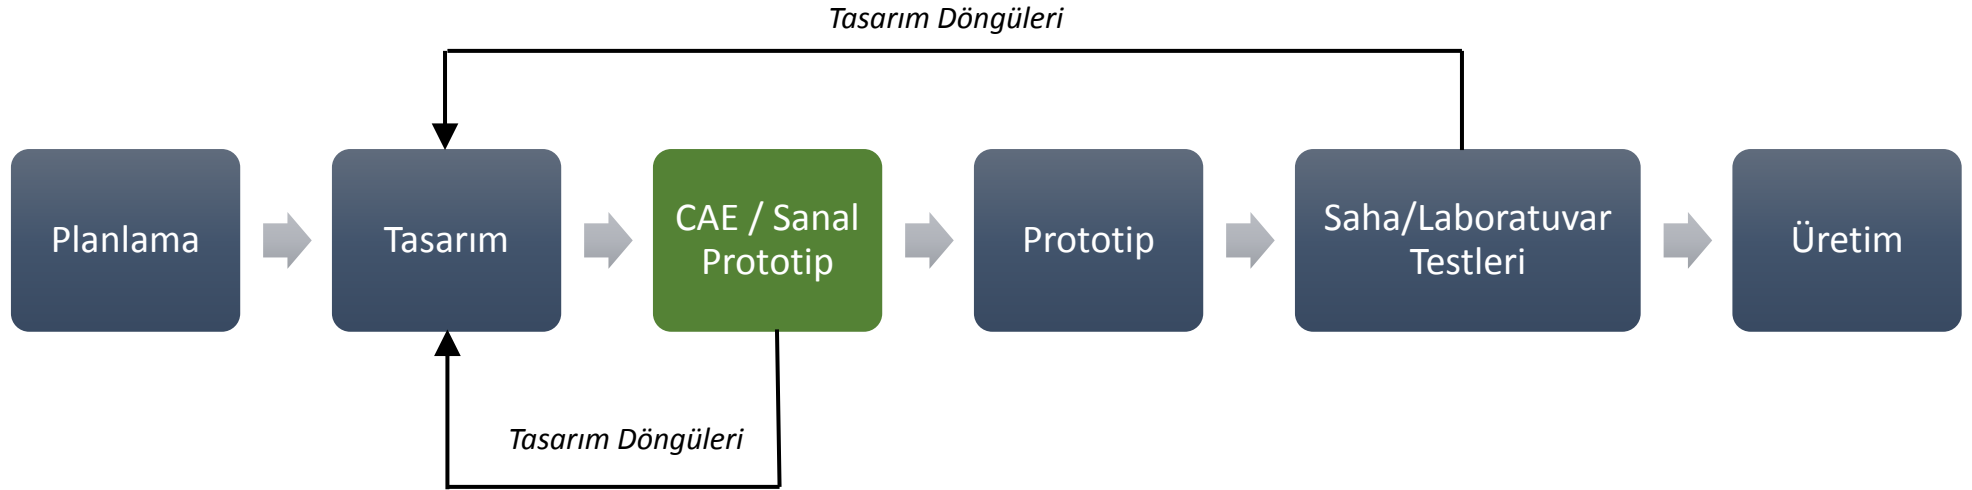 Tasarım Döngüleri
Planlama
Tasarım
CAE / Sanal
Prototip
Prototip
Saha/Laboratuvar
Testleri
Üretim
Tasarım Döngüleri